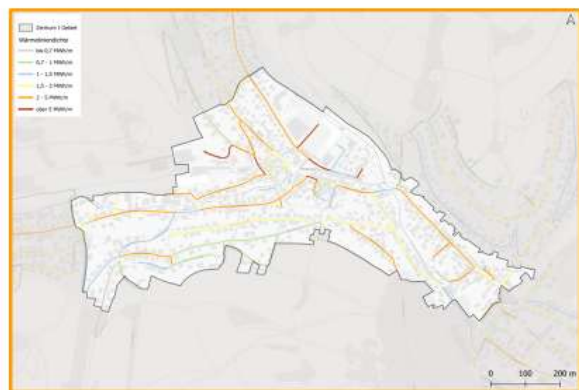 Zentrum I Gebiet
Wärmeliniendichte
bis 0,7 MWh/m
0,7 - 1 MWh/m
1 - 1,5 MWh/m
1,5 - 2 MWh/m
2 - 5 MWh/m
über 5 MWh/m
A
0 100 200 m